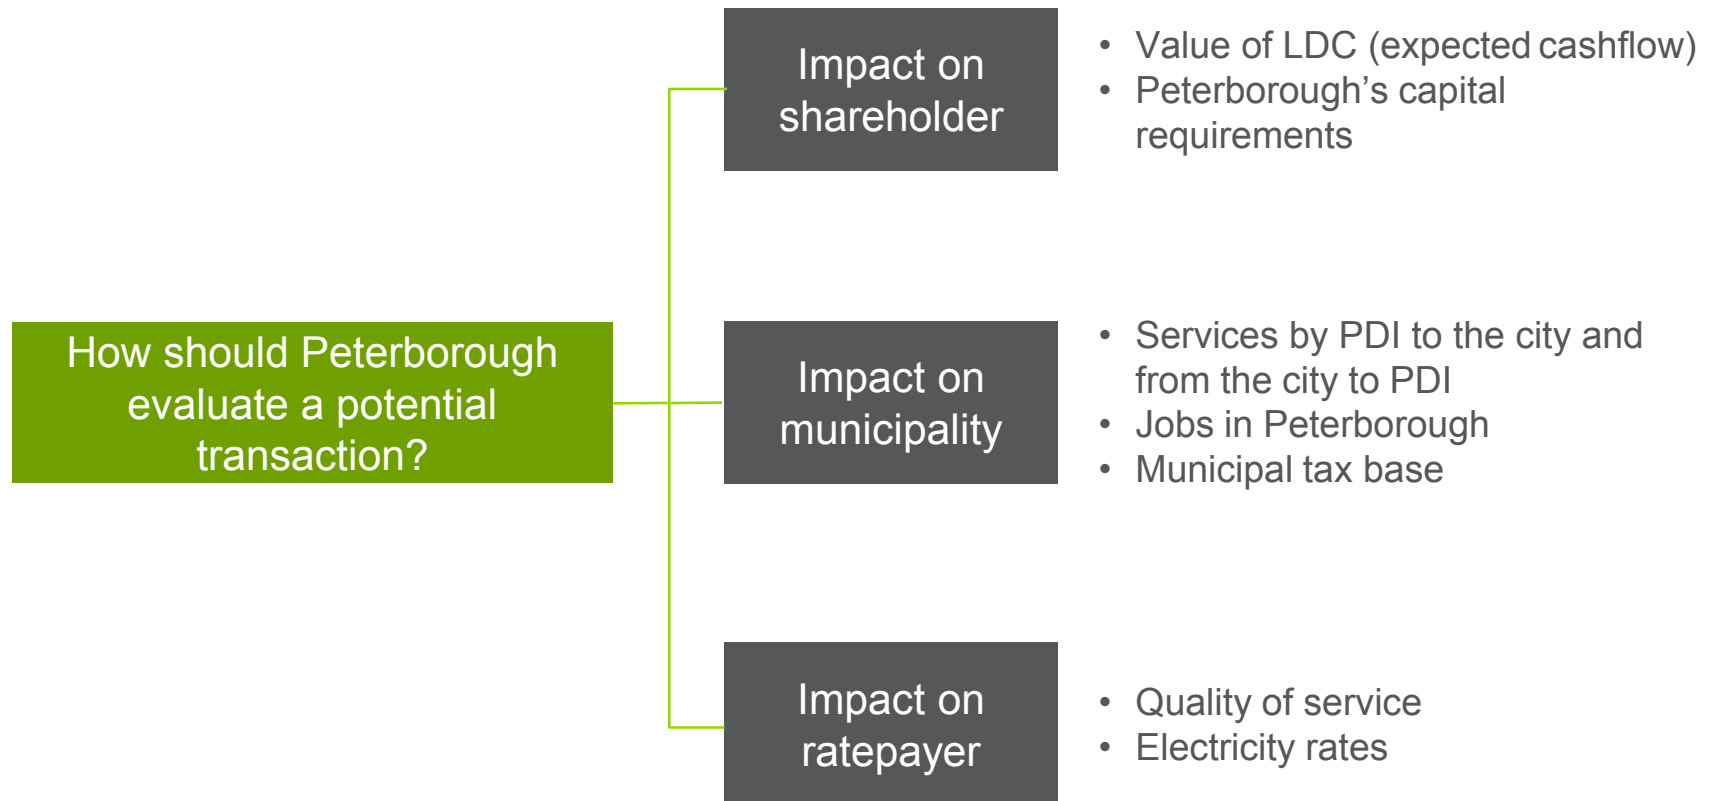 Impact on
shareholder
• Value of LDC (expected cashflow)
• Peterborough's capital
requirements
How should Peterborough
evaluate a potential
transaction?
Impact on
municipality
• Services by PDI to the city and
from the city to PDI
• Jobs in Peterborough
• Municipal tax base
Impact on
ratepayer
• Quality of service
• Electricity rates